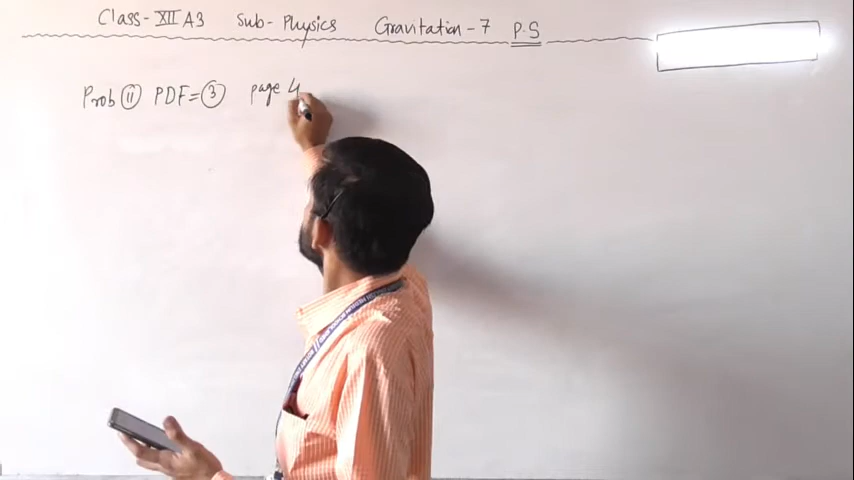 Class- XII A3 Sub- Physics Gravitation - 7 P.S
Prob 11 PDF = 3 page 4